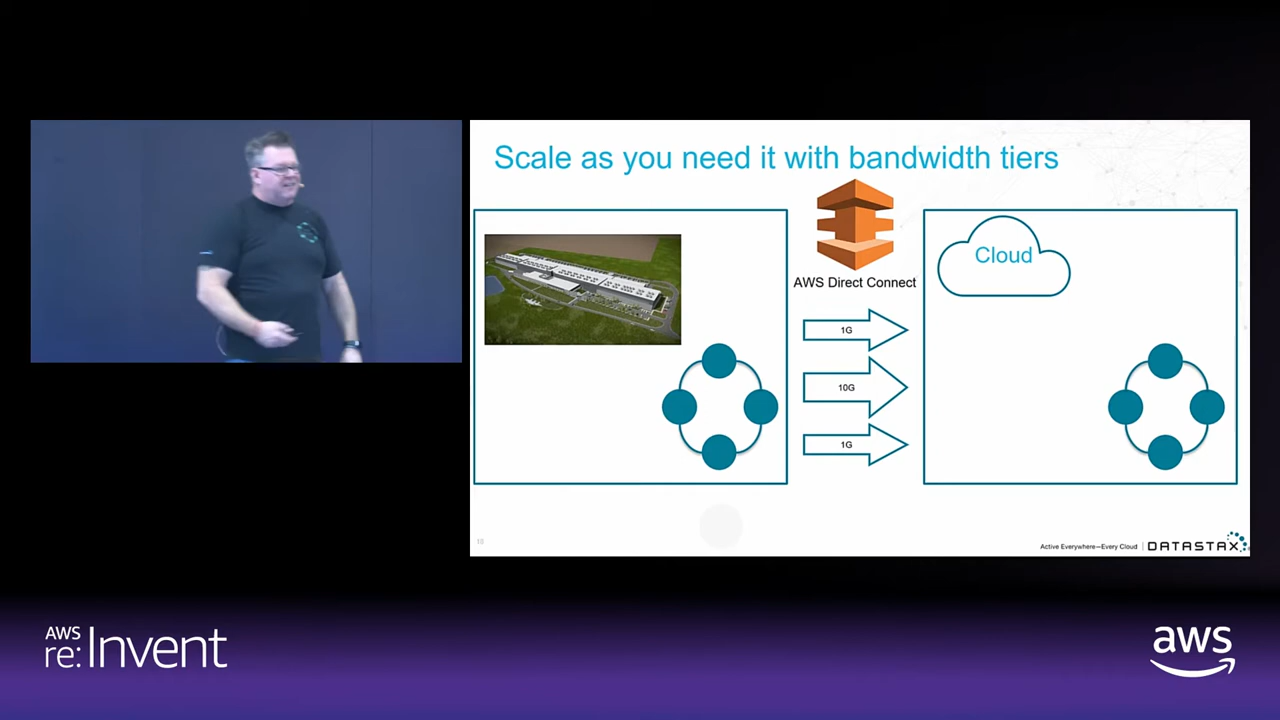 Scale as you need it with bandwidth tiers
AWS Direct Connect
Cloud
1G
10G
1G
18
Active Everywhere—Every Cloud | DATASTAX
AWS
re:Invent
aws